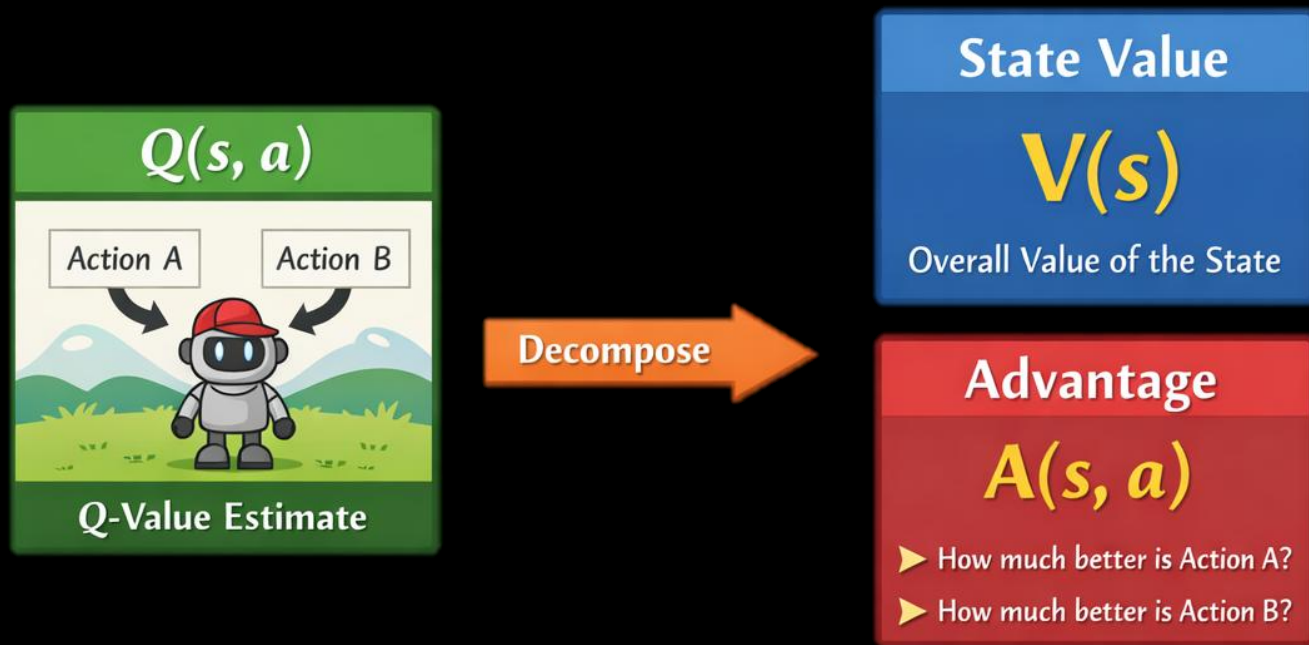 Q(s, a)
Action A
Action B
Q-Value Estimate
Decompose
State Value
V(s)
Overall Value of the State
Advantage
A(s, a)
➤ How much better is Action A?
➤ How much better is Action B?